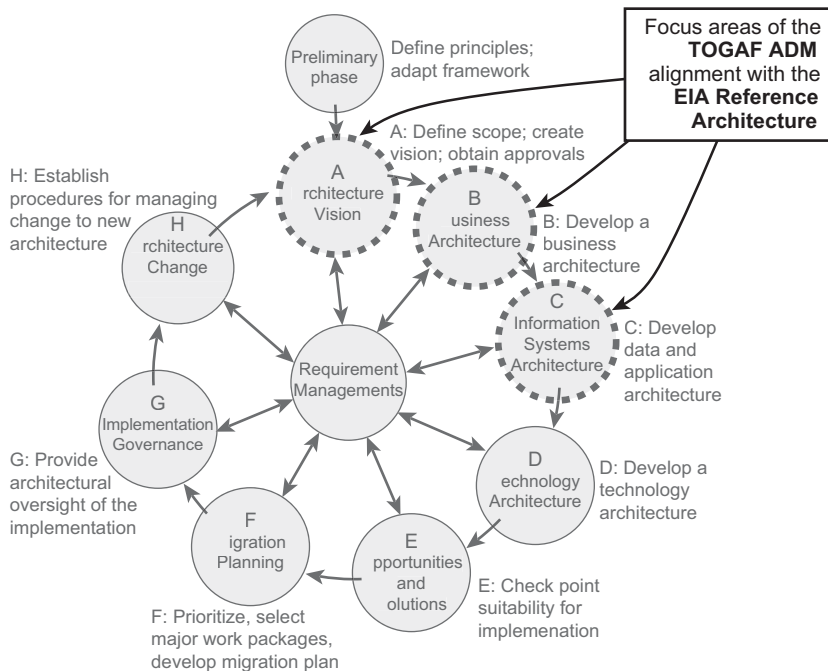 Preliminary
phase
Define principles;
adapt framework
Focus areas of the
TOGAF ADM
alignment with the
EIA Reference
Architecture
A: Define scope; create
vision; obtain approvals
A
rchitecture
Vision
B
usiness
Architecture
B: Develop a
business
architecture
C
Information
Systems
Architecture
C: Develop
data and
application
architecture
D
echnology
Architecture
D: Develop a
technology
architecture
E
pportunities
and
olutions
E: Check point
suitability for
implemenation
F
igration
Planning
F: Prioritize, select
major work packages,
develop migration plan
G
Implementation
Governance
G: Provide
architectural
oversight of the
implementation
H
rchitecture
Change
H: Establish
procedures for managing
change to new
architecture
Requirement
Managements